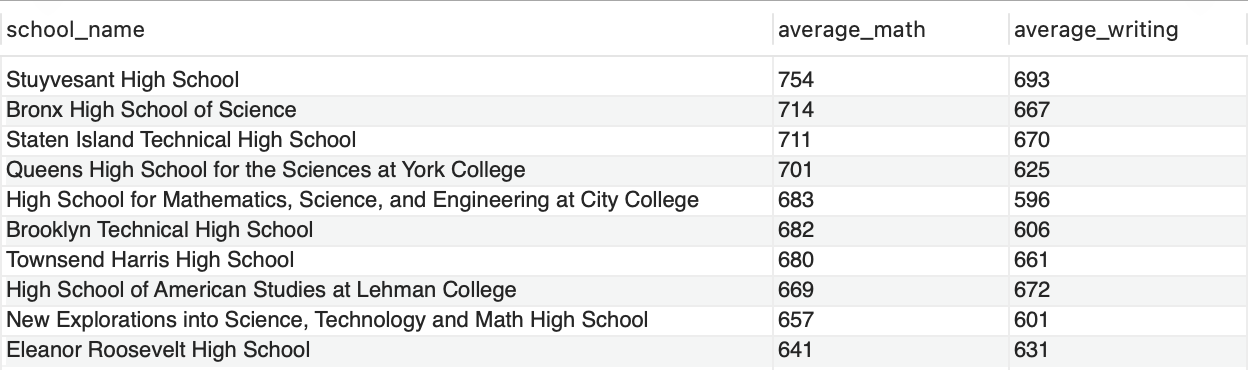 school_name average_math average_writing
Stuyvesant High School 754 693
Bronx High School of Science 714 667
Staten Island Technical High School 711 670
Queens High School for the Sciences at York College 701 625
High School for Mathematics, Science, and Engineering at City College 683 596
Brooklyn Technical High School 682 606
Townsend Harris High School 680 661
High School of American Studies at Lehman College 669 672
New Explorations into Science, Technology and Math High School 657 601
Eleanor Roosevelt High School 641 631